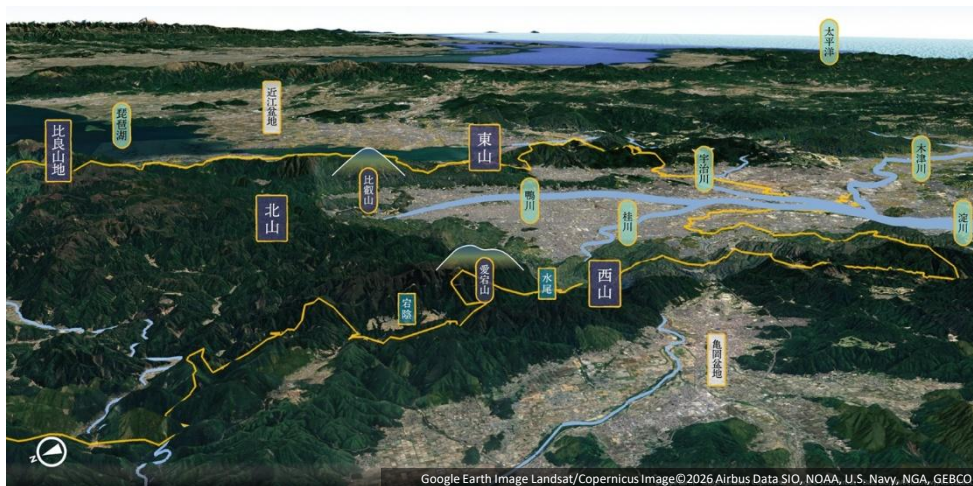 太平洋
近江盆地
琵琶湖
比良山地
東山
木津川
宇治川
比叡山
鴨川
北山
桂川
淀川
愛宕山
水尾
西山
宕陰
亀岡盆地
N
Google Earth Image Landsat/Copernicus Image©2026 Airbus Data SIO, NOAA, U.S. Navy, NGA, GEBCO